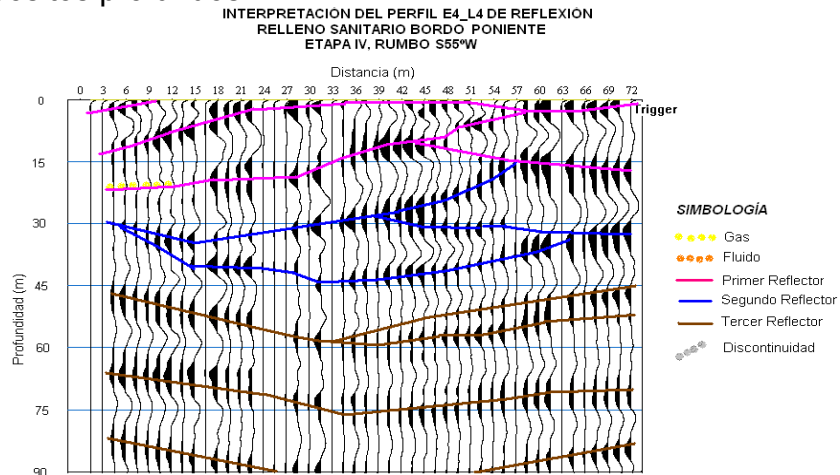 INTERPRETACIÓN DEL PERFIL E4_L4 DE REFLEXIÓN
RELLENO SANITARIO BORDO PONIENTE
ETAPA IV, RUMBO S55ºW
Distancia (m)
0 3 6 9 12 15 18 21 24 27 30 33 36 39 42 45 48 51 54 57 60 63 66 69 72
Trigger
Profundidad (m)
0
15
30
45
60
75
90
SIMBOLOGÍA
Gas
Fluido
Primer Reflector
Segundo Reflector
Tercer Reflector
Discontinuidad